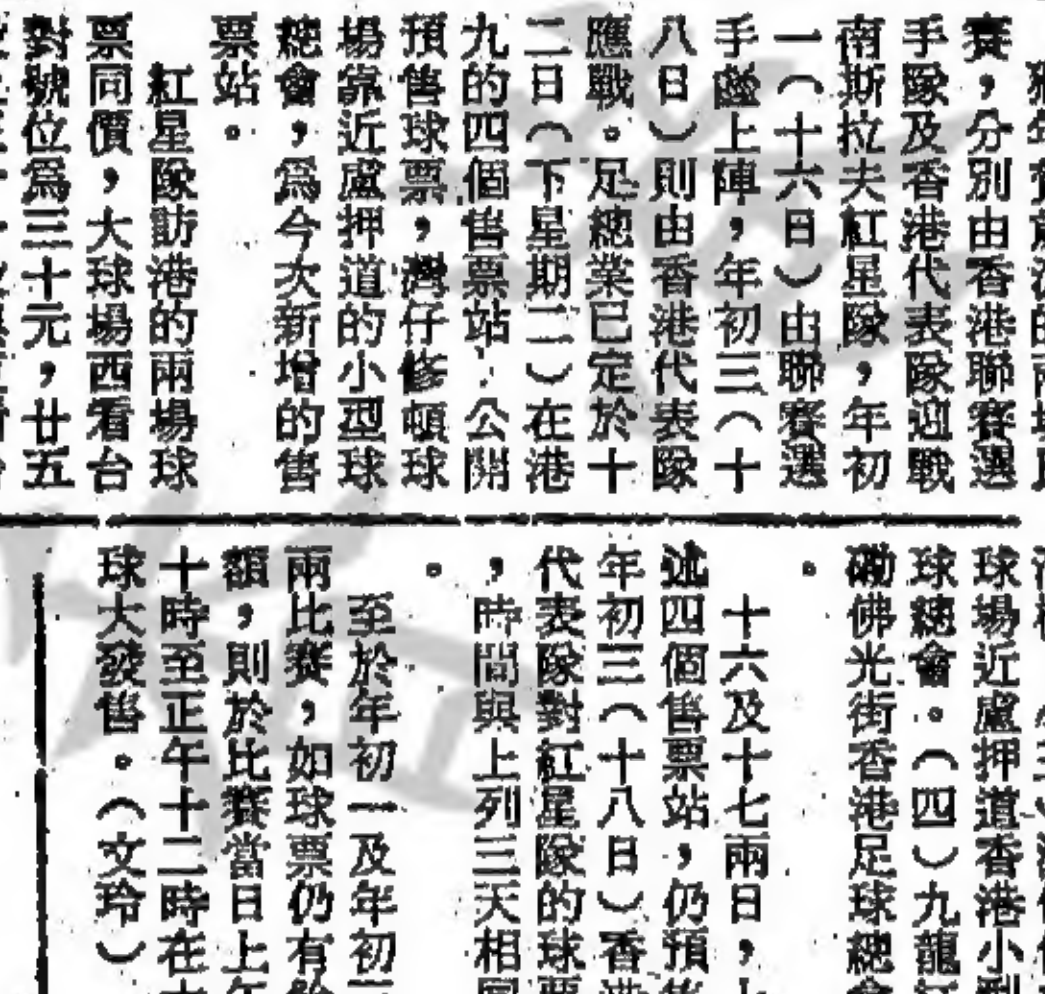 賽，分別由香港聯賽選
手隊及香港代表隊迎戰
南斯拉夫紅星隊，年初
一（十六日）由聯賽選
手隊上陣，年初三（十
八日）則由香港代表隊
應戰。足總業已定於十
二日（下星期二）在港
九的四個售票站，公開
預售球票，灣仔修頓球
場靠近盧押道的小型球
總會，為今次新增的售
票站。
紅星隊訪港的兩場球
票同價，大球場西看台
對號位為三十元，廿五
球場近盧押道香港小型
球總會。（四）九龍
磡佛光街香港足球總會
。
十六及十七兩日，
述四個售票站，仍預售
年初三（十八日）香港
代表隊對紅星隊的球票
，時間與上列三天相同
。
至於年初一及年初
兩比賽，如球票仍有餘
額，則於比賽當日上午
十時至正午十二時在大
球大發售。（文玲）